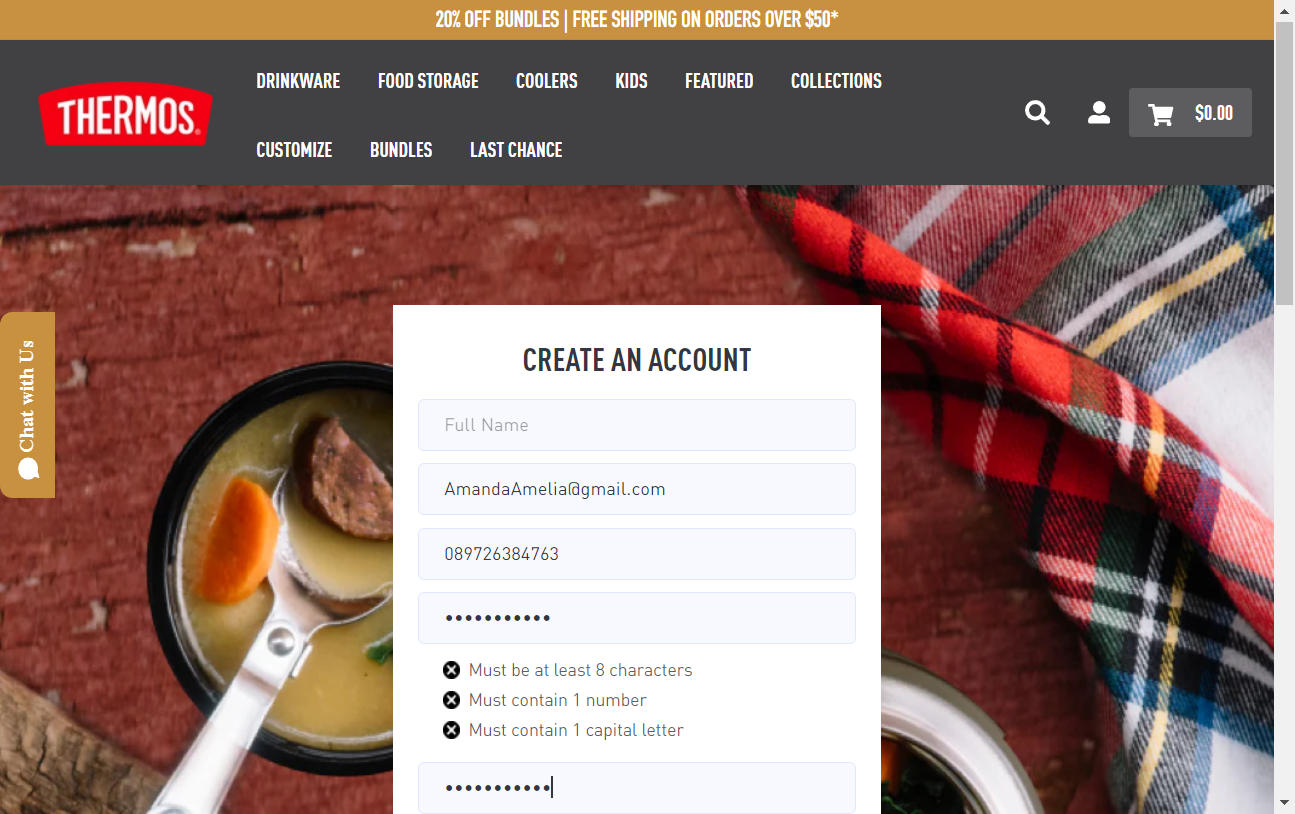 20% OFF BUNDLES | FREE SHIPPING ON ORDERS OVER $50*
DRINKWARE FOOD STORAGE COOLERS KIDS FEATURED COLLECTIONS
THERMOS®
$0.00
CUSTOMIZE BUNDLES LAST CHANCE
Chat with Us
CREATE AN ACCOUNT
Full Name
AmandaAmelia@gmail.com
089726384763
•••••••••••
Must be at least 8 characters
Must contain 1 number
Must contain 1 capital letter
•••••••••••